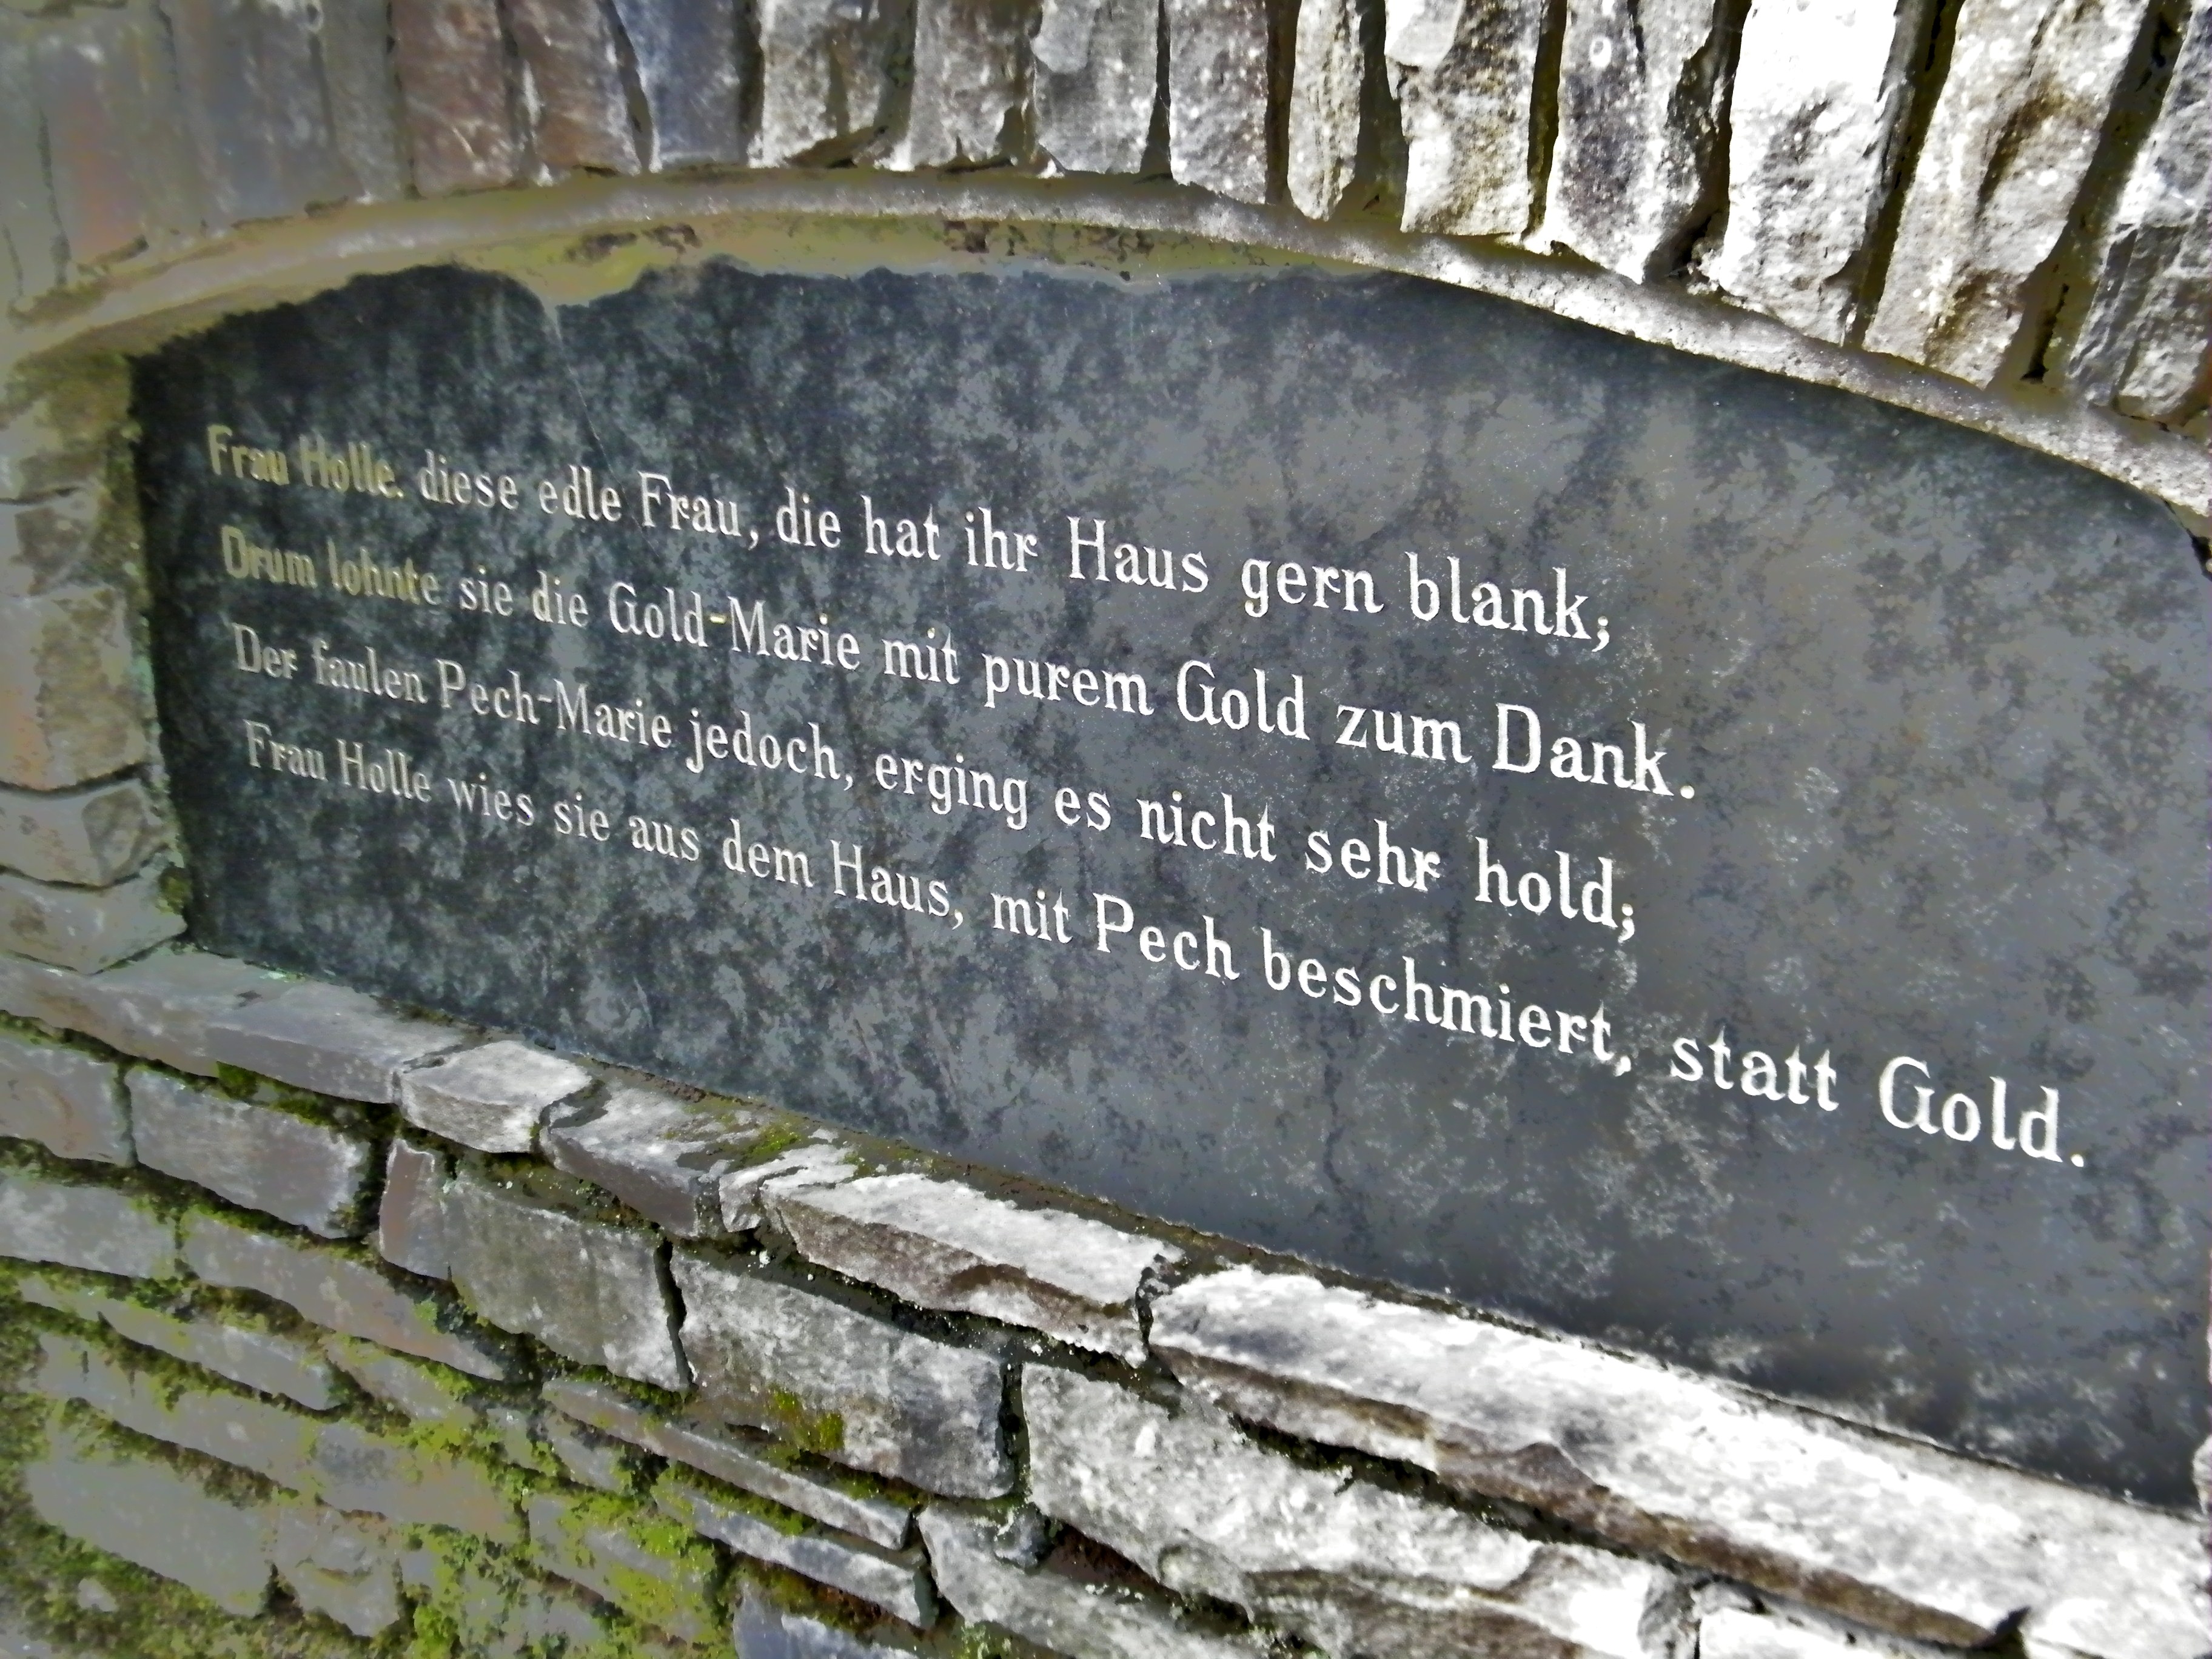 Frau Holle, diese edle Frau, die hat ihr Haus gern blank;
Drum lohnte sie die Gold-Marie mit purem Gold zum Dank.
Der faulen Pech-Marie jedoch, erging es nicht sehr hold;
Frau Holle wies sie aus dem Haus, mit Pech beschmiert, statt Gold.